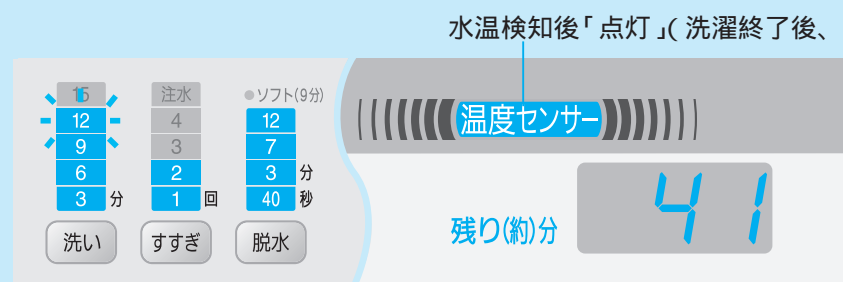 水温検知後「点灯」(洗濯終了後、
15 注水 ●ソフト(9分)
12 4 12
9 3 7
6 2 3 分
3 分 1 回 40 秒
洗い すすぎ 脱水
温度センサー
残り(約)分 41